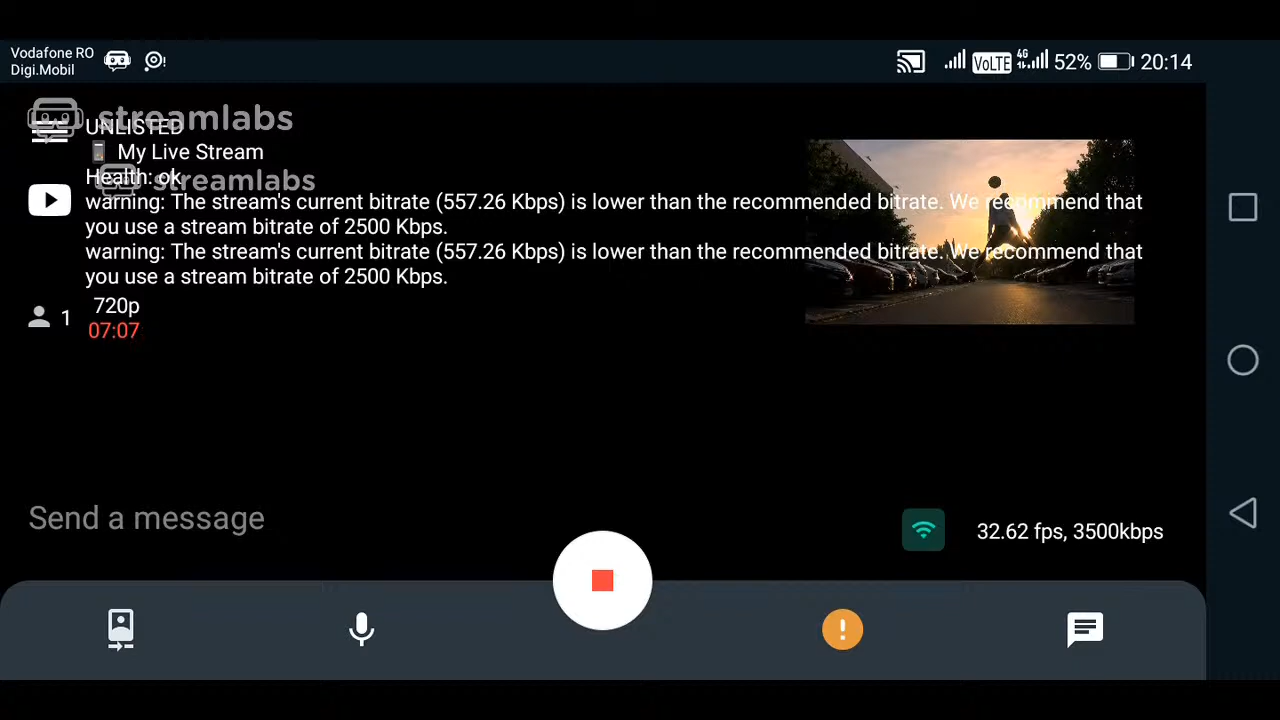 Vodafone RO
Digi.Mobil
VoLTE 4G 52% 20:14
streamlabs
UNLISTED
My Live Stream
Health: ok
streamlabs
warning: The stream's current bitrate (557.26 Kbps) is lower than the recommended bitrate. We recommend that
you use a stream bitrate of 2500 Kbps.
warning: The stream's current bitrate (557.26 Kbps) is lower than the recommended bitrate. We recommend that
you use a stream bitrate of 2500 Kbps.
720p
1
07:07
Send a message
32.62 fps, 3500kbps